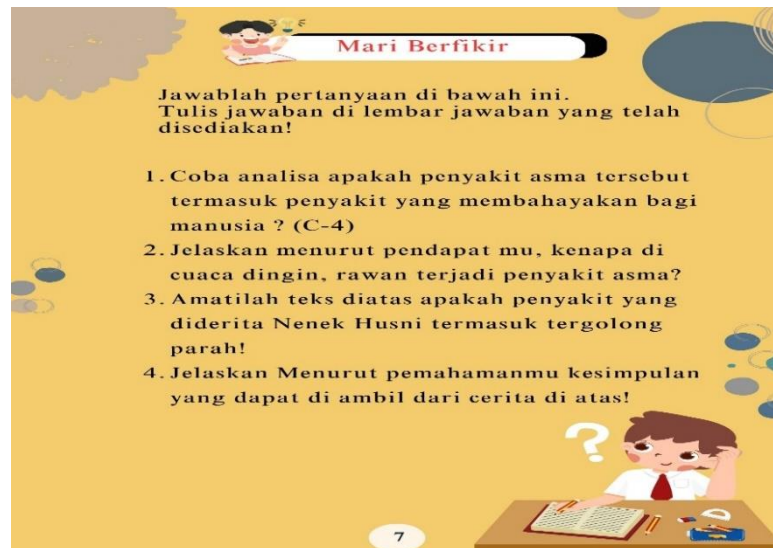 Mari Berfikir
Jawablah pertanyaan di bawah ini.
Tulis jawaban di lembar jawaban yang telah
disediakan!
1. Coba analisa apakah penyakit asma tersebut
termasuk penyakit yang membahayakan bagi
manusia ? (C-4)
2. Jelaskan menurut pendapat mu, kenapa di
cuaca dingin, rawan terjadi penyakit asma?
3. Amatilah teks diatas apakah penyakit yang
diderita Nenek Husni termasuk tergolong
parah!
4. Jelaskan Menurut pemahamanmu kesimpulan
yang dapat di ambil dari cerita di atas!
?
7